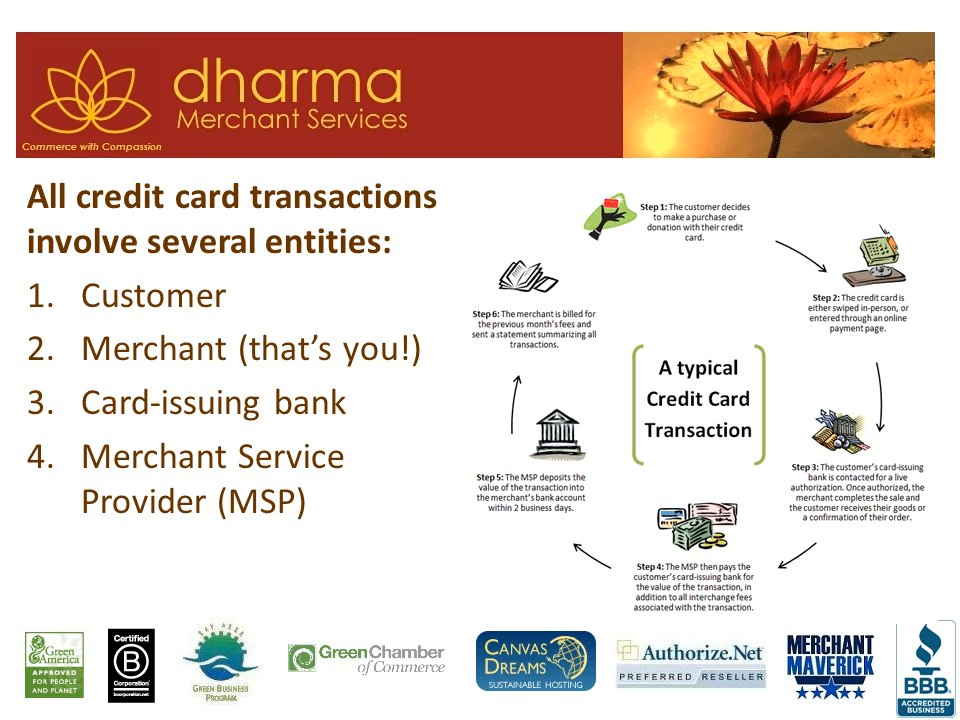 dharma
Merchant Services
Commerce with Compassion
All credit card transactions
involve several entities:
1. Customer
2. Merchant (that’s you!)
3. Card-issuing bank
4. Merchant Service
Provider (MSP)
Step 1: The customer decides
to make a purchase or
donation with their credit
card.
Step 2: The credit card is
either swiped in-person, or
entered through an online
payment page.
Step 3: The customer's card-issuing
bank is contacted for a live
authorization. Once authorized, the
merchant completes the sale and
the customer receives their goods or
a confirmation of their order.
Step 4: The MSP then pays the
customer's card-issuing bank for
the value of the transaction, in
addition to all interchange fees
associated with the transaction.
Step 5: The MSP deposits the
value of the transaction into
the merchant's bank account
within 2 business days.
Step 6: The merchant is billed for
the previous month's fees and
sent a statement summarizing all
transactions.
A typical
Credit Card
Transaction
Green
America
APPROVED
FOR PEOPLE
AND PLANET
Certified
B
Corporation
bcorporation.net
BAY AREA
GREEN BUSINESS
PROGRAM
GreenChamber
of Commerce
CANVAS
DREAMS
SUSTAINABLE HOSTING
Authorize.Net
PREFERRED RESELLER
MERCHANT
MAVERICK
BBB.
ACCREDITED
BUSINESS